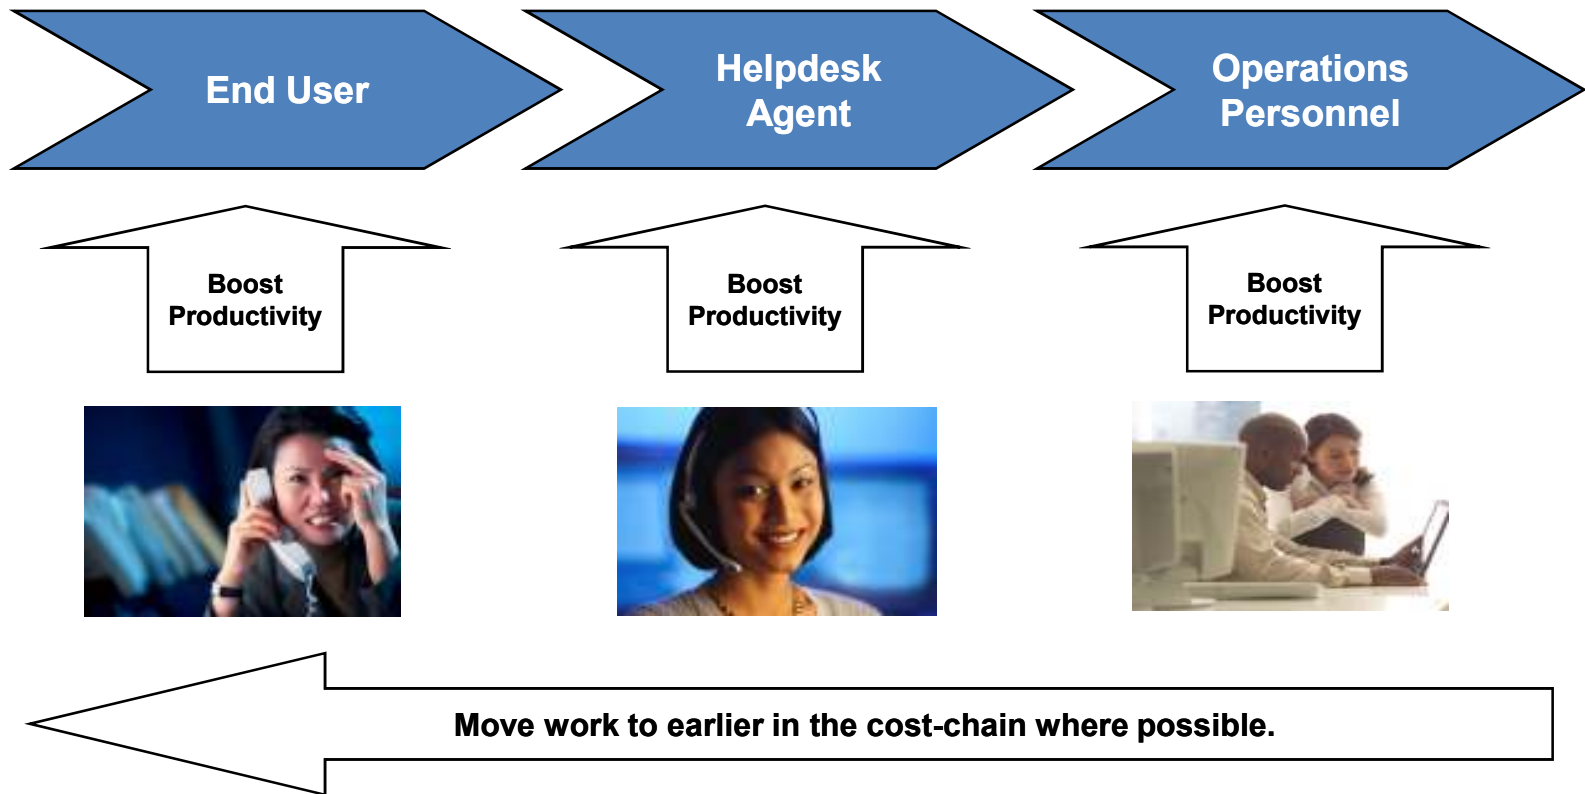 End User
Helpdesk
Agent
Operations
Personnel
Boost
Productivity
Boost
Productivity
Boost
Productivity
Move work to earlier in the cost-chain where possible.